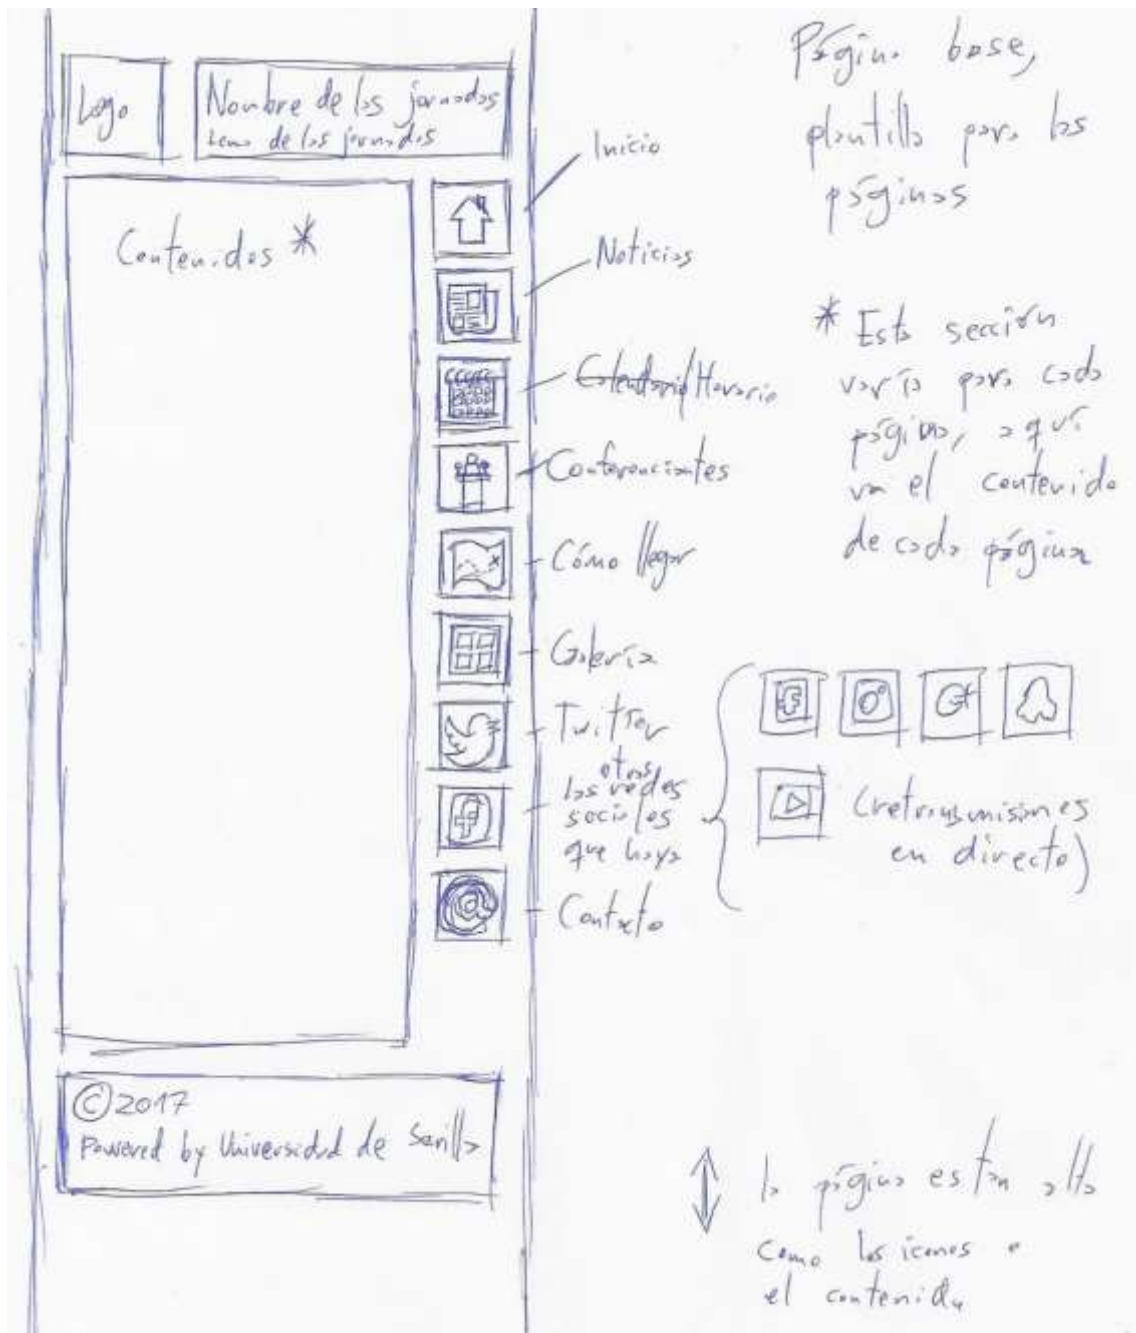 Logo
Nombre de las jornadas
Lema de las jornadas
Página base,
plantilla para las
páginas
Contenidos *
Inicio
Noticias
Calendario/Horario
Conferenciantes
Cómo llegar
Galería
Twitter
otras
las redes
sociales
que haya
Contacto
* Esta sección
varía para cada
página, aquí
va el contenido
de cada página
f
G+
f
@
(retransmisiones
en directo)
© 2017
Powered by Universidad de Sevilla
la página es tan alta
como los iconos o
el contenido